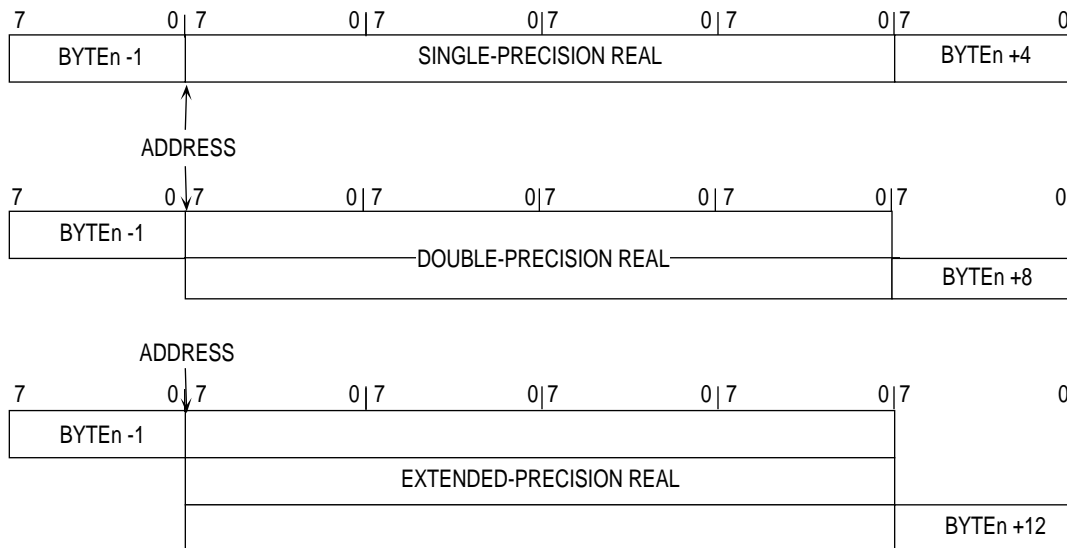 7 0 7 0 7 0 7 0 7 0 7 0
BYTEn -1 SINGLE-PRECISION REAL BYTEn +4
ADDRESS
7 0 7 0 7 0 7 0 7 0 7 0
BYTEn -1
DOUBLE-PRECISION REAL
BYTEn +8
ADDRESS
7 0 7 0 7 0 7 0 7 0 7 0
BYTEn -1
EXTENDED-PRECISION REAL
BYTEn +12